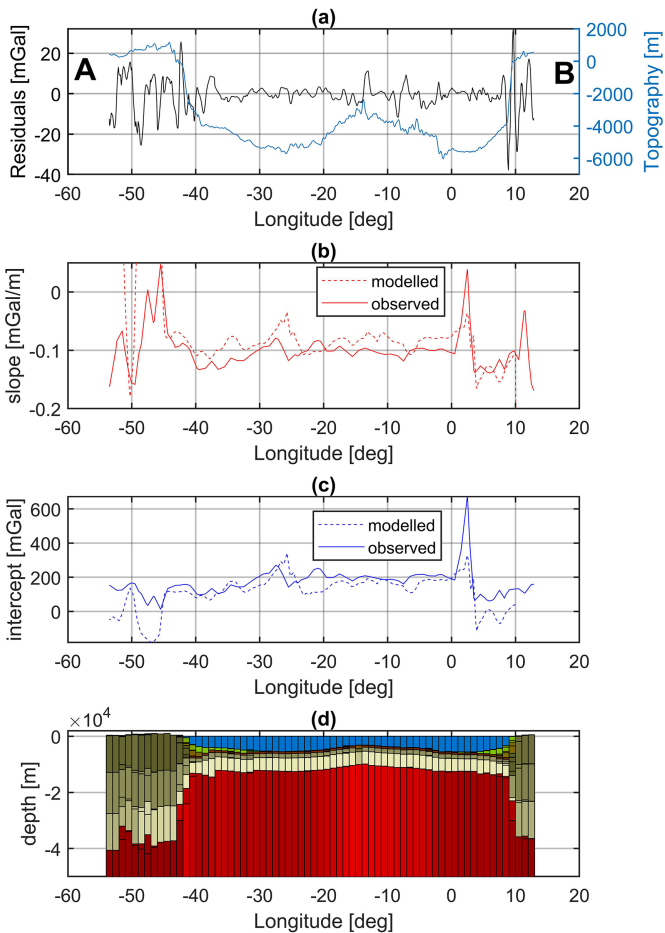 (a)
Residuals [mGal]
20
0
-20
-40
A
B
2000
0
-2000
-4000
-6000
Topography [m]
-60 -50 -40 -30 -20 -10 0 10 20
Longitude [deg]
(b)
slope [mGal/m]
0
-0.1
-0.2
modelled
observed
-60 -50 -40 -30 -20 -10 0 10 20
Longitude [deg]
(c)
intercept [mGal]
600
400
200
0
modelled
observed
-60 -50 -40 -30 -20 -10 0 10 20
Longitude [deg]
(d)
×10⁴
depth [m]
0
-2
-4
-60 -50 -40 -30 -20 -10 0 10 20
Longitude [deg]